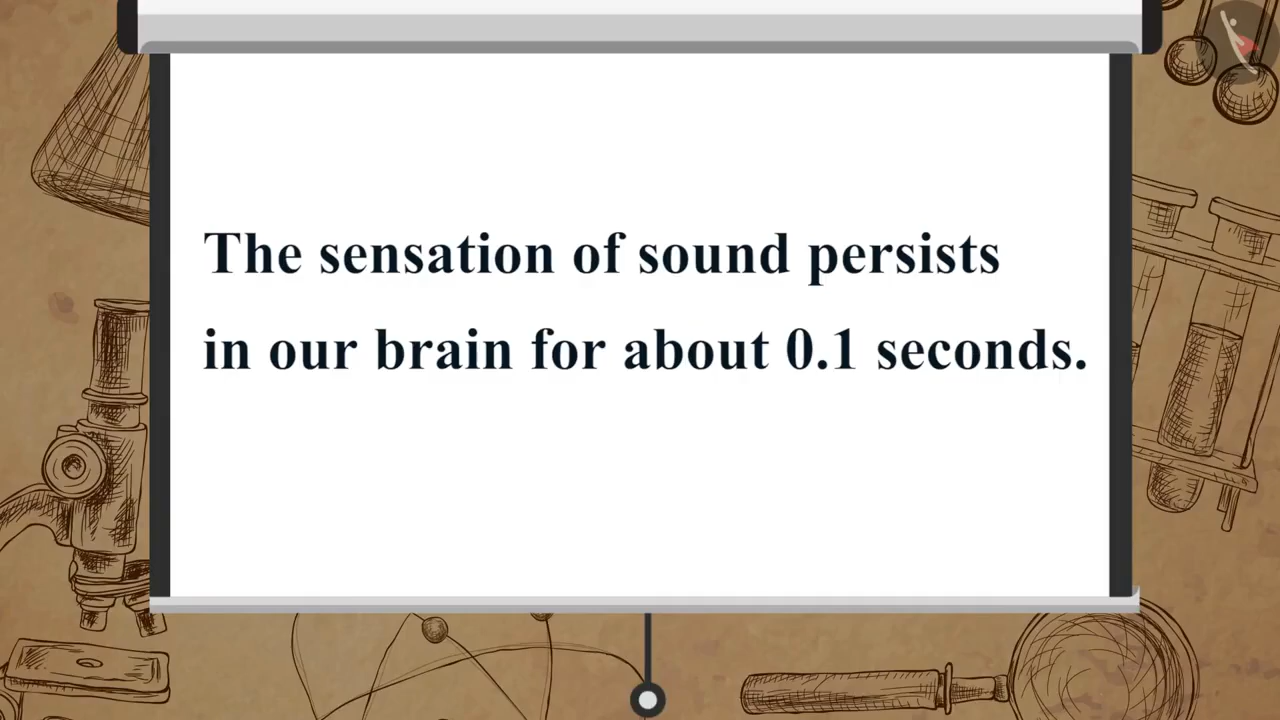 The sensation of sound persists
in our brain for about 0.1 seconds.